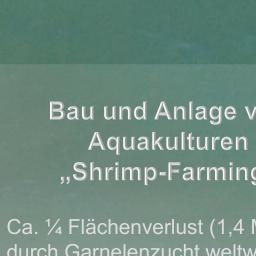 Bau und Anlage v
Aquakulturen
„Shrimp-Farming
Ca. ¼ Flächenverlust (1,4 M
durch Garnelenzucht weltw